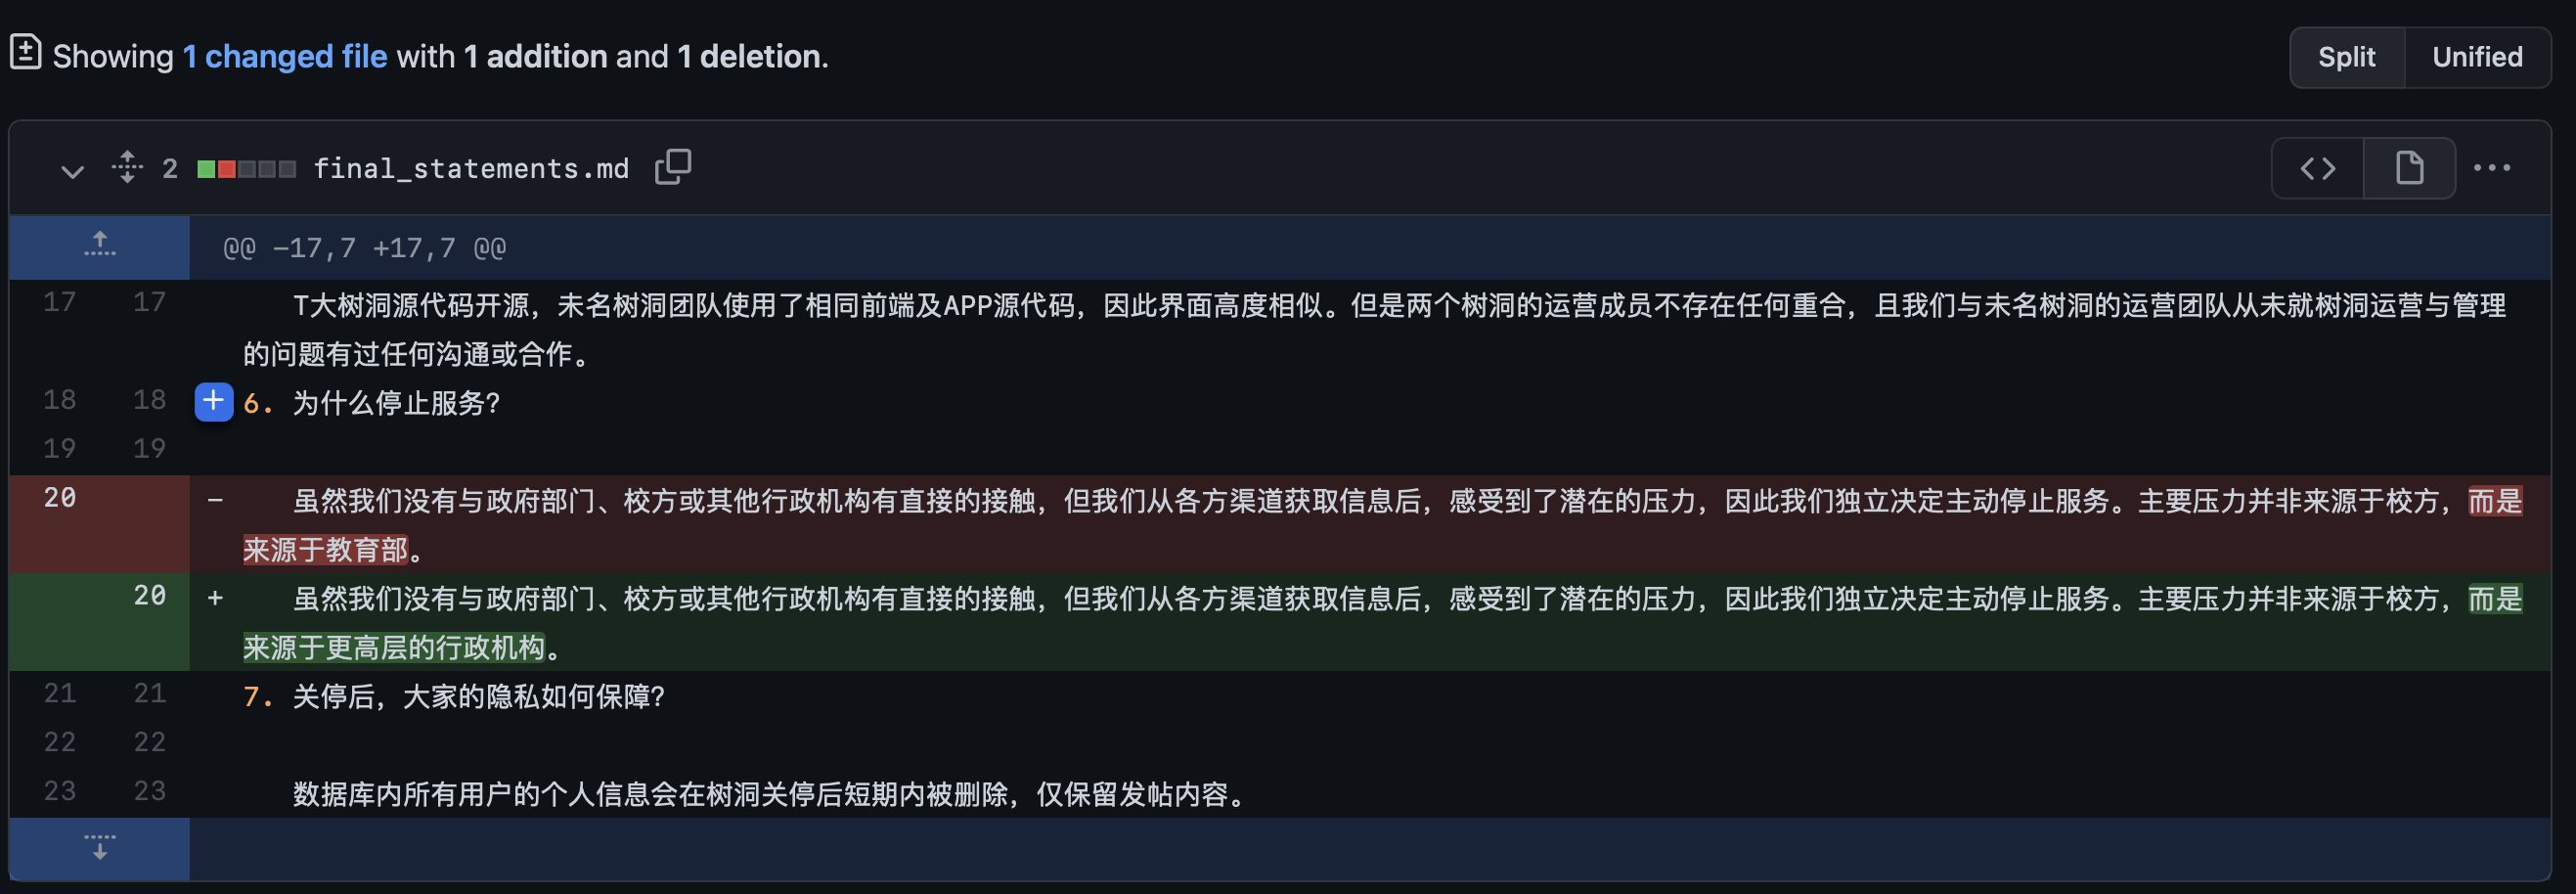 Showing 1 changed file with 1 addition and 1 deletion.
Split Unified
2 final_statements.md
@@ −17,7 +17,7 @@
17 17 T大树洞源代码开源，未名树洞团队使用了相同前端及APP源代码，因此界面高度相似。但是两个树洞的运营成员不存在任何重合，且我们与未名树洞的运营团队从未就树洞运营与管理
的问题有过任何沟通或合作。
18 18 + 6. 为什么停止服务?
19 19
20 − 虽然我们没有与政府部门、校方或其他行政机构有直接的接触，但我们从各方渠道获取信息后，感受到了潜在的压力，因此我们独立决定主动停止服务。主要压力并非来源于校方，而是
来源于教育部。
20 + 虽然我们没有与政府部门、校方或其他行政机构有直接的接触，但我们从各方渠道获取信息后，感受到了潜在的压力，因此我们独立决定主动停止服务。主要压力并非来源于校方，而是
来源于更高层的行政机构。
21 21 7. 关停后，大家的隐私如何保障?
22 22
23 23 数据库内所有用户的个人信息会在树洞关停后短期内被删除，仅保留发帖内容。